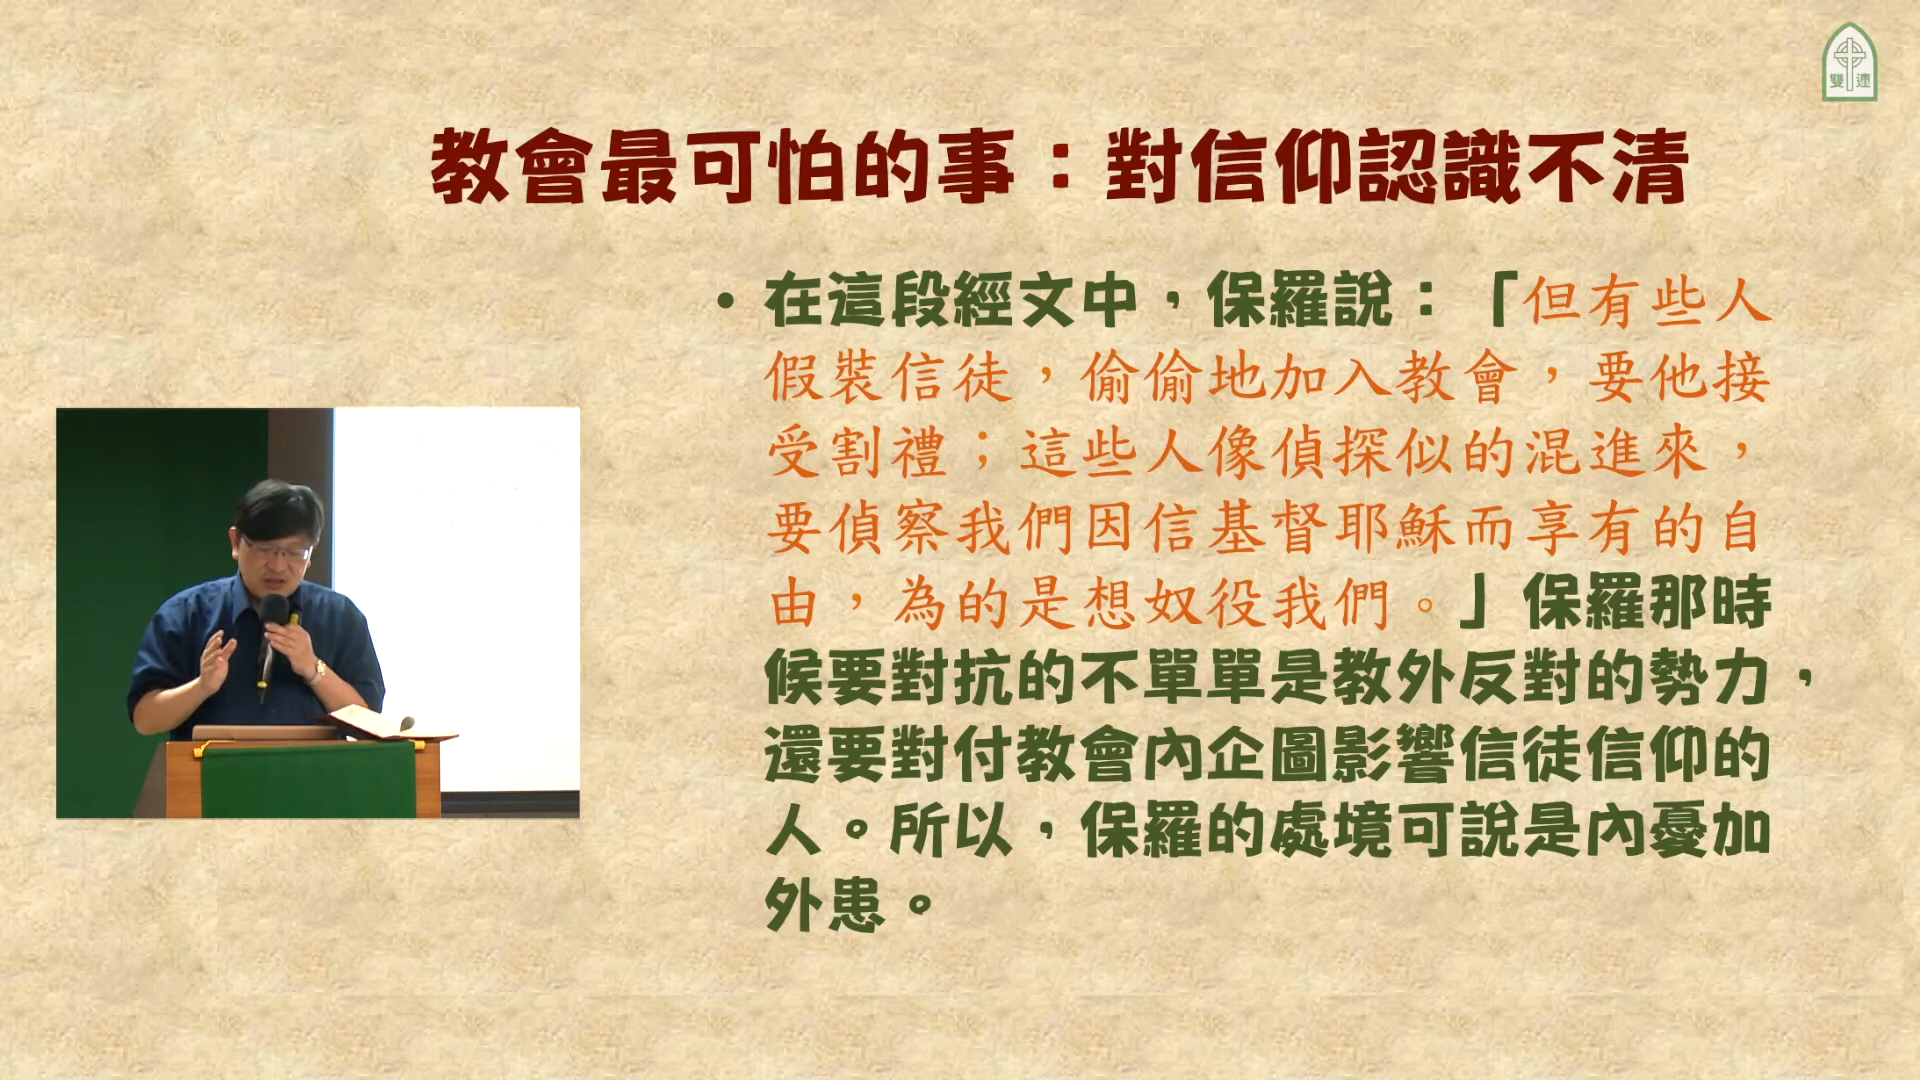 雙連
教會最可怕的事：對信仰認識不清
•在這段經文中，保羅說：「但有些人
假裝信徒，偷偷地加入教會，要他接
受割禮；這些人像偵探似的混進來，
要偵察我們因信基督耶穌而享有的自
由，為的是想奴役我們。」保羅那時
候要對抗的不單單是教外反對的勢力，
還要對付教會內企圖影響信徒信仰的
人。所以，保羅的處境可說是內憂加
外患。